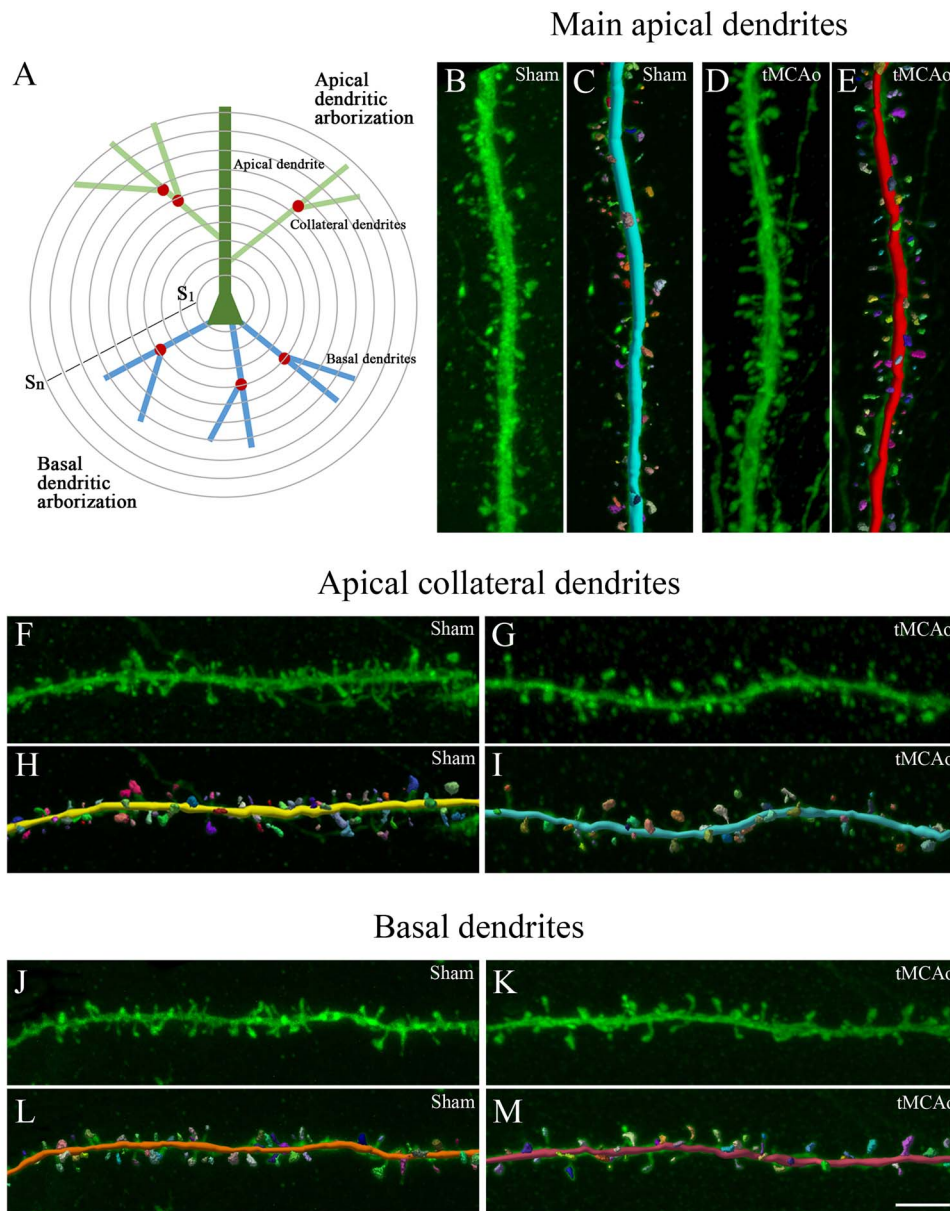 Main apical dendrites
A
Apical
dendritic
arborization
Apical dendrite
Collateral dendrites
S1
Basal dendrites
Sn
Basal
dendritic
arborization
B
Sham
C
Sham
D
tMCAo
E
tMCAo
Apical collateral dendrites
F
Sham
G
tMCAo
H
Sham
I
tMCAo
Basal dendrites
J
Sham
K
tMCAo
L
Sham
M
tMCAo